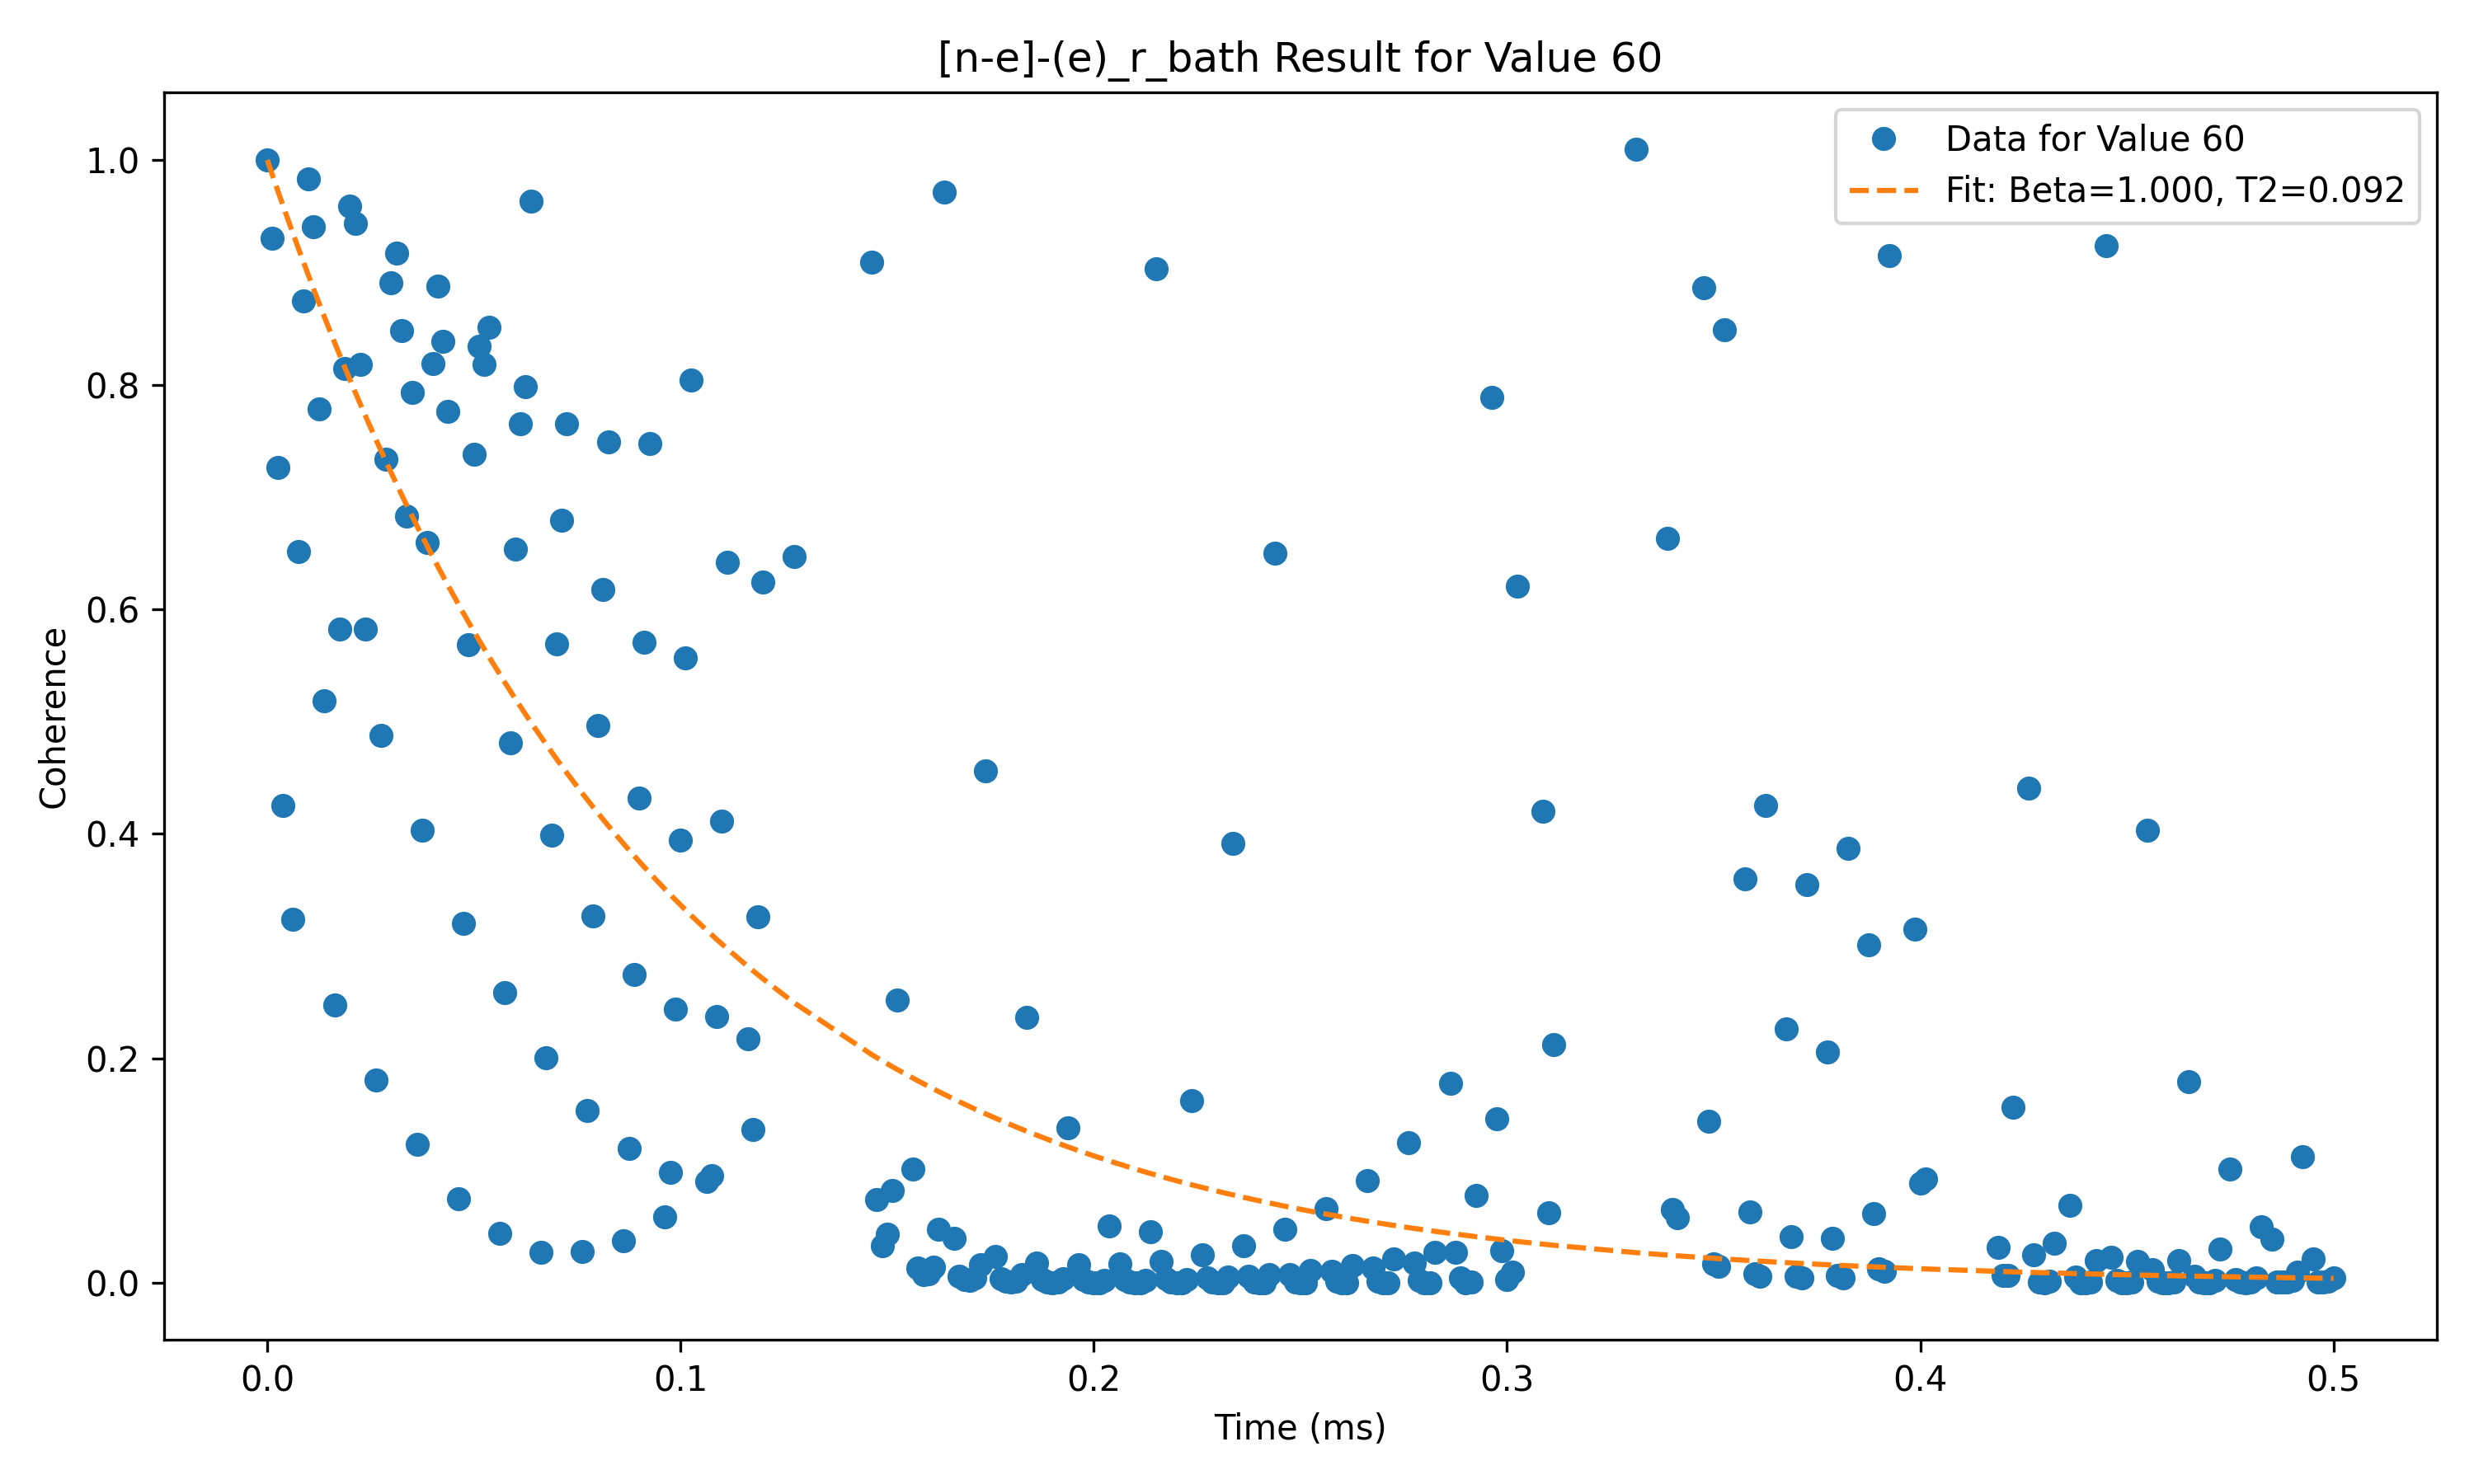 [n-e]-(e)_r_bath Result for Value 60
Data for Value 60
Fit: Beta=1.000, T2=0.092
Coherence
1.0
0.8
0.6
0.4
0.2
0.0
0.0 0.1 0.2 0.3 0.4 0.5
Time (ms)